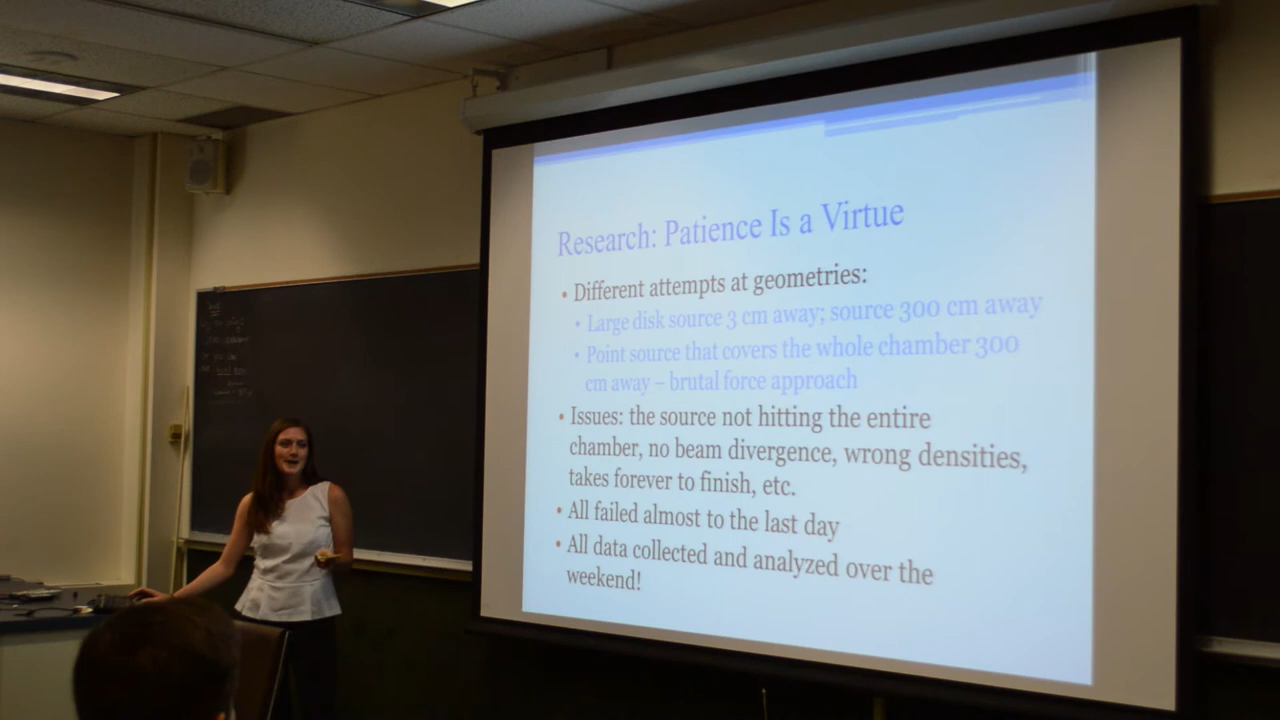 Research: Patience Is a Virtue
• Different attempts at geometries:
• Large disk source 3 cm away; source 300 cm away
• Point source that covers the whole chamber 300
cm away – brutal force approach
• Issues: the source not hitting the entire
chamber, no beam divergence, wrong densities,
takes forever to finish, etc.
• All failed almost to the last day
• All data collected and analyzed over the
weekend!